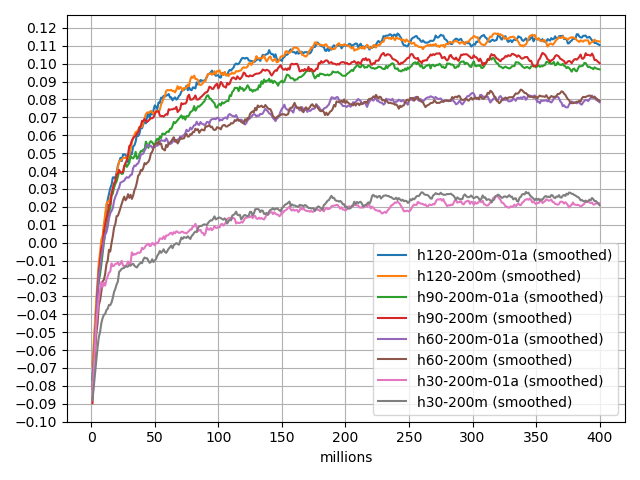 0.12
0.11
0.10
0.09
0.08
0.07
0.06
0.05
0.04
0.03
0.02
0.01
0.00
−0.01
−0.02
−0.03
−0.04
−0.05
−0.06
−0.07
−0.08
−0.09
−0.10
h120-200m-01a (smoothed)
h120-200m (smoothed)
h90-200m-01a (smoothed)
h90-200m (smoothed)
h60-200m-01a (smoothed)
h60-200m (smoothed)
h30-200m-01a (smoothed)
h30-200m (smoothed)
0 50 100 150 200 250 300 350 400
millions